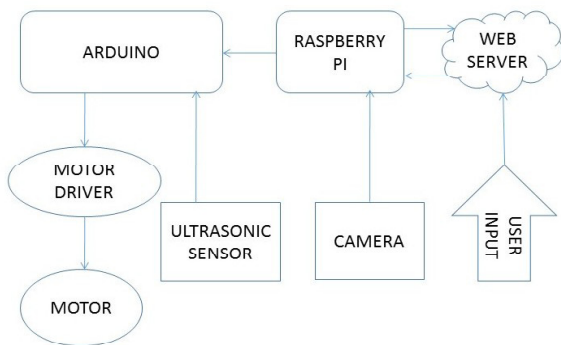 ARDUINO
RASPBERRY
PI
WEB
SERVER
MOTOR
DRIVER
ULTRASONIC
SENSOR
CAMERA
USER
INPUT
MOTOR